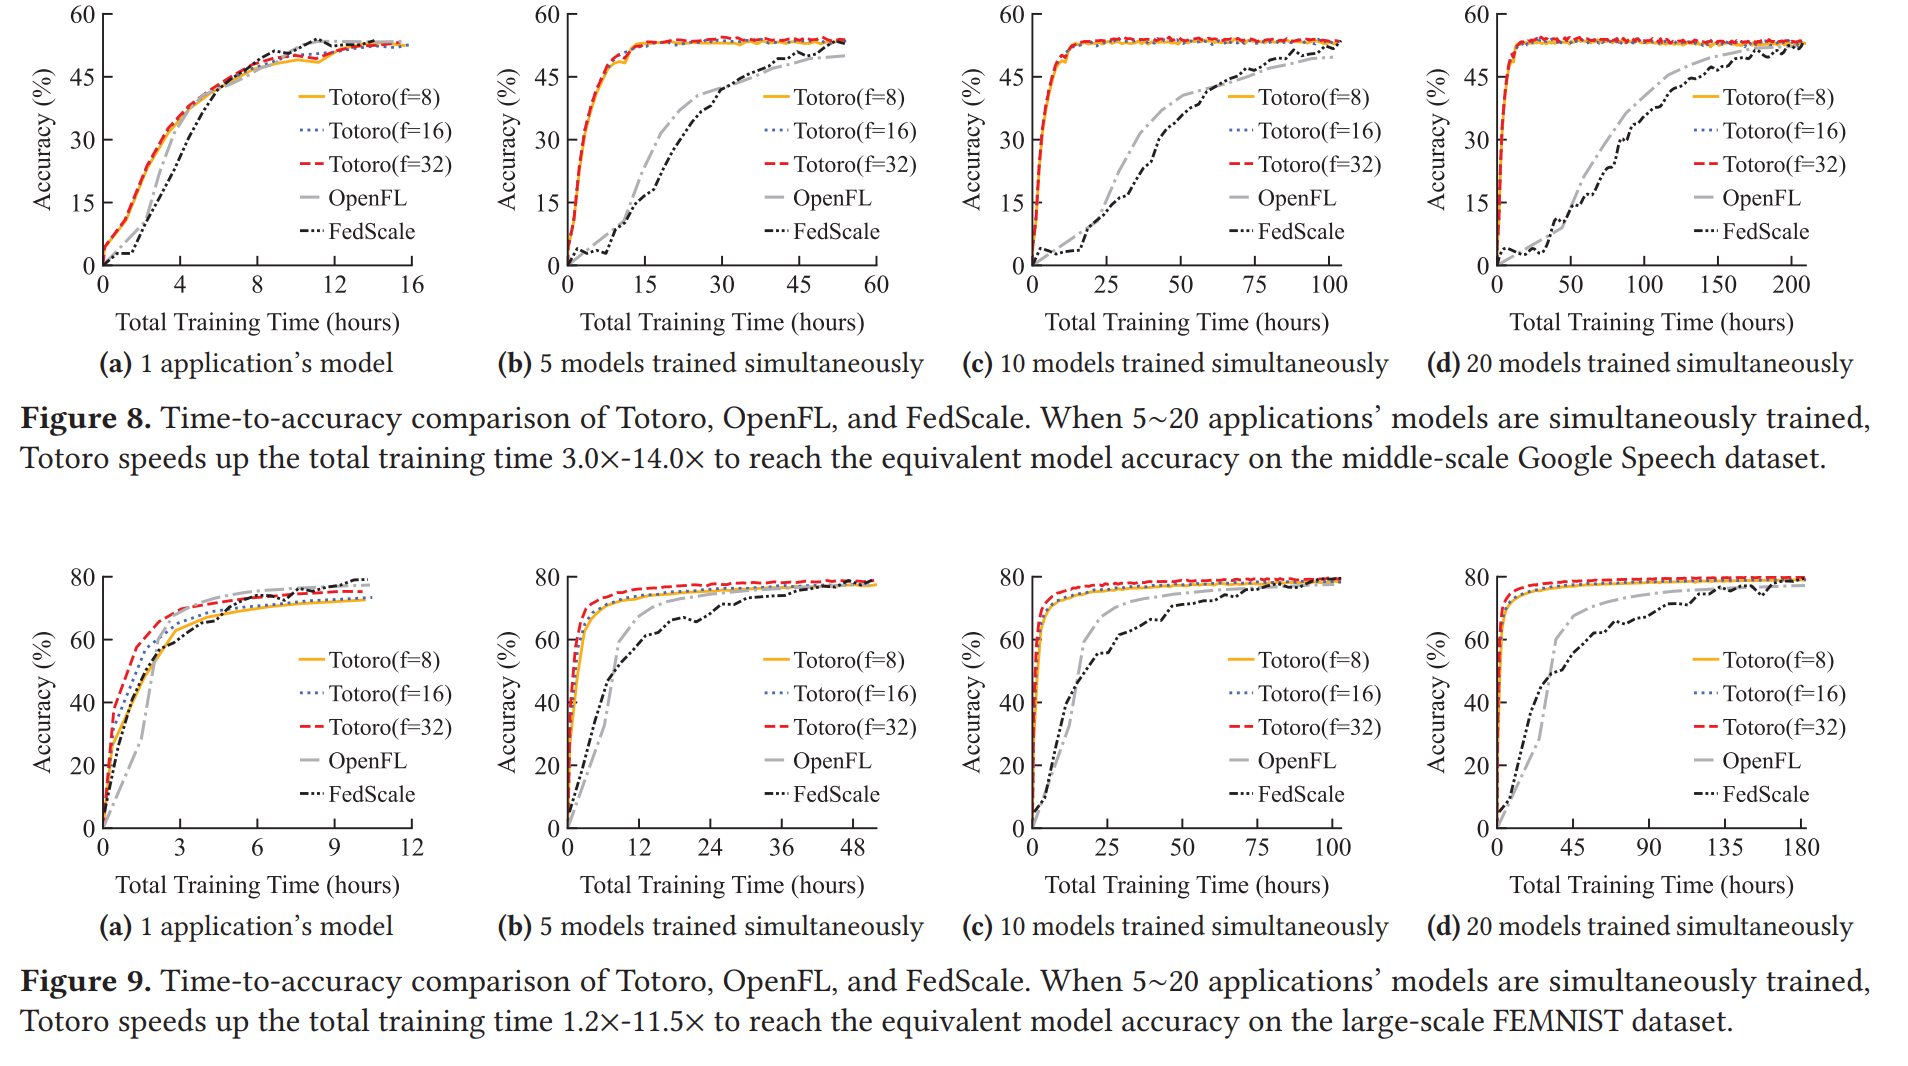 60
45
30
15
0
Accuracy (%)
Totoro(f=8)
Totoro(f=16)
Totoro(f=32)
OpenFL
FedScale
0 4 8 12 16
Total Training Time (hours)
(a) 1 application's model
60
45
30
15
0
Accuracy (%)
Totoro(f=8)
Totoro(f=16)
Totoro(f=32)
OpenFL
FedScale
0 15 30 45 60
Total Training Time (hours)
(b) 5 models trained simultaneously
60
45
30
15
0
Accuracy (%)
Totoro(f=8)
Totoro(f=16)
Totoro(f=32)
OpenFL
FedScale
0 25 50 75 100
Total Training Time (hours)
(c) 10 models trained simultaneously
60
45
30
15
0
Accuracy (%)
Totoro(f=8)
Totoro(f=16)
Totoro(f=32)
OpenFL
FedScale
0 50 100 150 200
Total Training Time (hours)
(d) 20 models trained simultaneously
Figure 8. Time-to-accuracy comparison of Totoro, OpenFL, and FedScale. When 5~20 applications' models are simultaneously trained,
Totoro speeds up the total training time 3.0×-14.0× to reach the equivalent model accuracy on the middle-scale Google Speech dataset.
80
60
40
20
0
Accuracy (%)
Totoro(f=8)
Totoro(f=16)
Totoro(f=32)
OpenFL
FedScale
0 3 6 9 12
Total Training Time (hours)
(a) 1 application's model
80
60
40
20
0
Accuracy (%)
Totoro(f=8)
Totoro(f=16)
Totoro(f=32)
OpenFL
FedScale
0 12 24 36 48
Total Training Time (hours)
(b) 5 models trained simultaneously
80
60
40
20
0
Accuracy (%)
Totoro(f=8)
Totoro(f=16)
Totoro(f=32)
OpenFL
FedScale
0 25 50 75 100
Total Training Time (hours)
(c) 10 models trained simultaneously
80
60
40
20
0
Accuracy (%)
Totoro(f=8)
Totoro(f=16)
Totoro(f=32)
OpenFL
FedScale
0 45 90 135 180
Total Training Time (hours)
(d) 20 models trained simultaneously
Figure 9. Time-to-accuracy comparison of Totoro, OpenFL, and FedScale. When 5~20 applications' models are simultaneously trained,
Totoro speeds up the total training time 1.2×-11.5× to reach the equivalent model accuracy on the large-scale FEMNIST dataset.